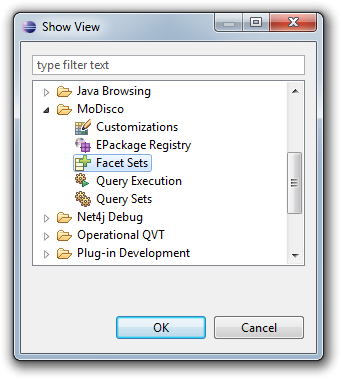 Show View
type filter text
Java Browsing
MoDisco
Customizations
EPackage Registry
Facet Sets
Query Execution
Query Sets
Net4j Debug
Operational QVT
Plug-in Development
OK
Cancel